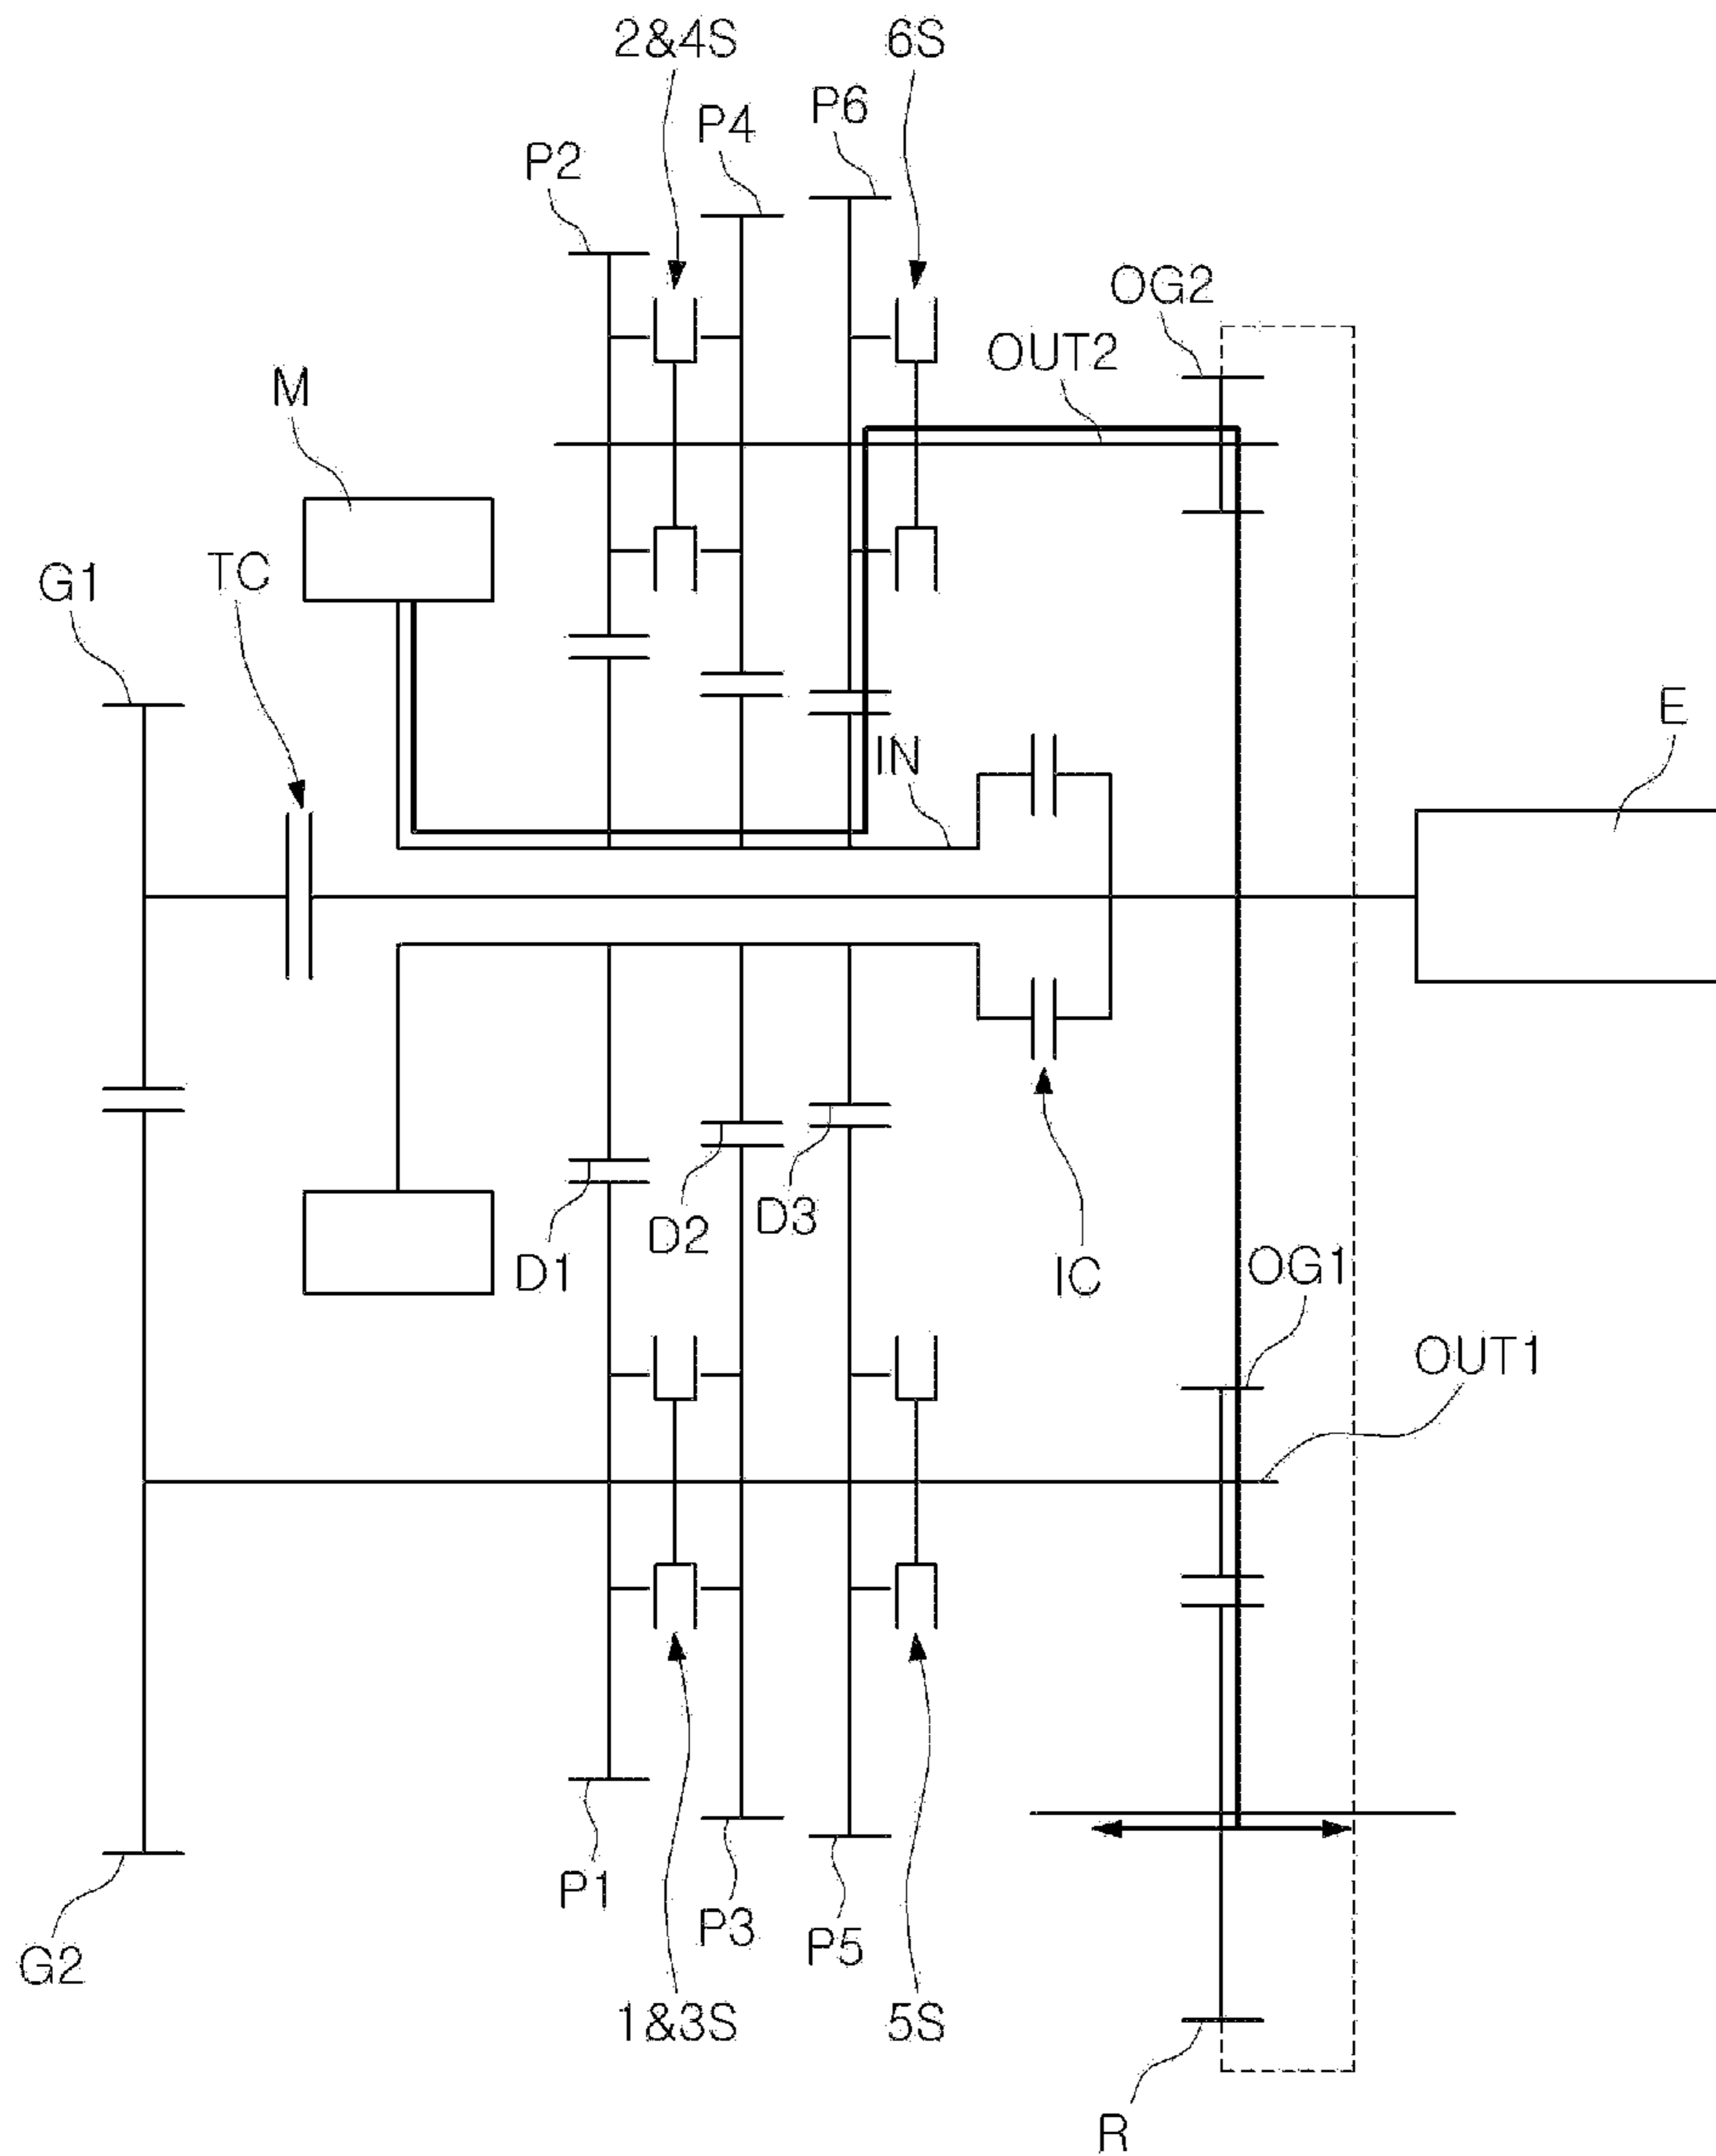 2&4S
6S
P6
P4
P2
OG2
OUT2
M
TC
G1
E
IN
D3
D2
D1
IC
OG1
OUT1
P1
P3
P5
G2
1&3S
5S
R